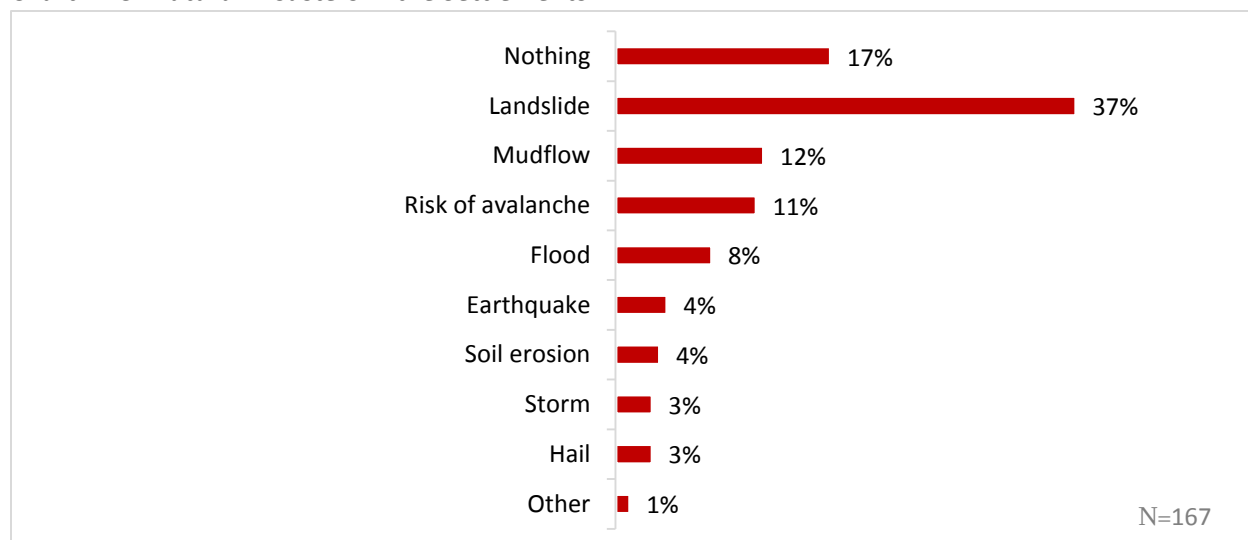 Nothing 17%
Landslide 37%
Mudflow 12%
Risk of avalanche 11%
Flood 8%
Earthquake 4%
Soil erosion 4%
Storm 3%
Hail 3%
Other 1%
N=167